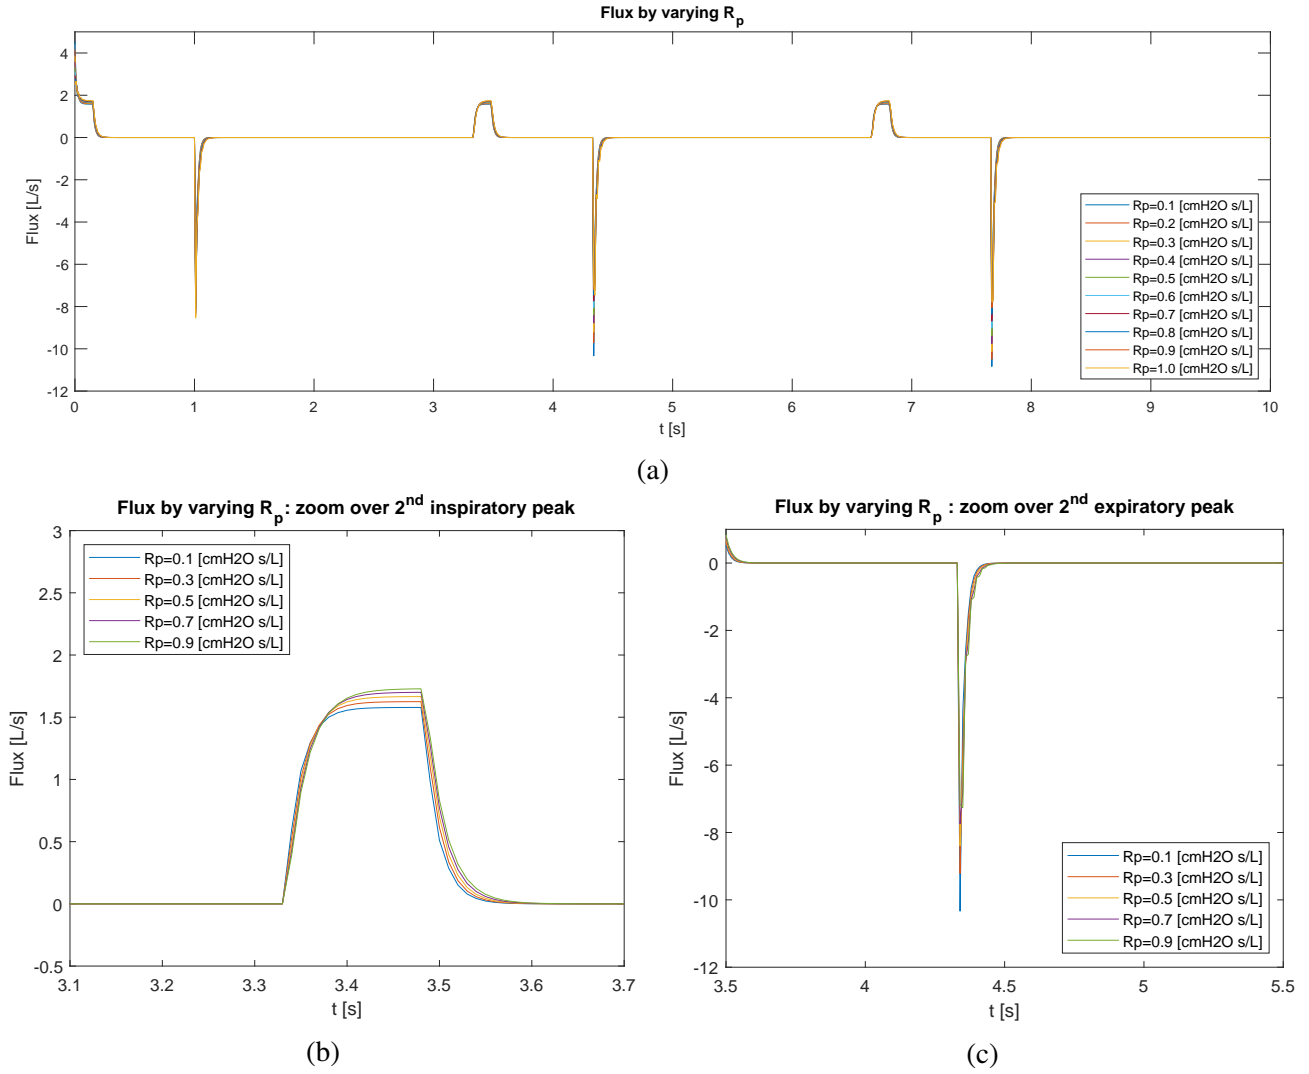 Flux by varying Rp
Flux [L/s]
4
2
0
-2
-4
-6
-8
-10
-12
0 1 2 3 4 5 6 7 8 9 10
t [s]
Rp=0.1 [cmH2O s/L]
Rp=0.2 [cmH2O s/L]
Rp=0.3 [cmH2O s/L]
Rp=0.4 [cmH2O s/L]
Rp=0.5 [cmH2O s/L]
Rp=0.6 [cmH2O s/L]
Rp=0.7 [cmH2O s/L]
Rp=0.8 [cmH2O s/L]
Rp=0.9 [cmH2O s/L]
Rp=1.0 [cmH2O s/L]
(a)
Flux by varying Rp: zoom over 2nd inspiratory peak
Flux [L/s]
3
2.5
2
1.5
1
0.5
0
-0.5
3.1 3.2 3.3 3.4 3.5 3.6 3.7
t [s]
Rp=0.1 [cmH2O s/L]
Rp=0.3 [cmH2O s/L]
Rp=0.5 [cmH2O s/L]
Rp=0.7 [cmH2O s/L]
Rp=0.9 [cmH2O s/L]
(b)
Flux by varying Rp : zoom over 2nd expiratory peak
Flux [L/s]
0
-2
-4
-6
-8
-10
-12
3.5 4 4.5 5 5.5
t [s]
Rp=0.1 [cmH2O s/L]
Rp=0.3 [cmH2O s/L]
Rp=0.5 [cmH2O s/L]
Rp=0.7 [cmH2O s/L]
Rp=0.9 [cmH2O s/L]
(c)